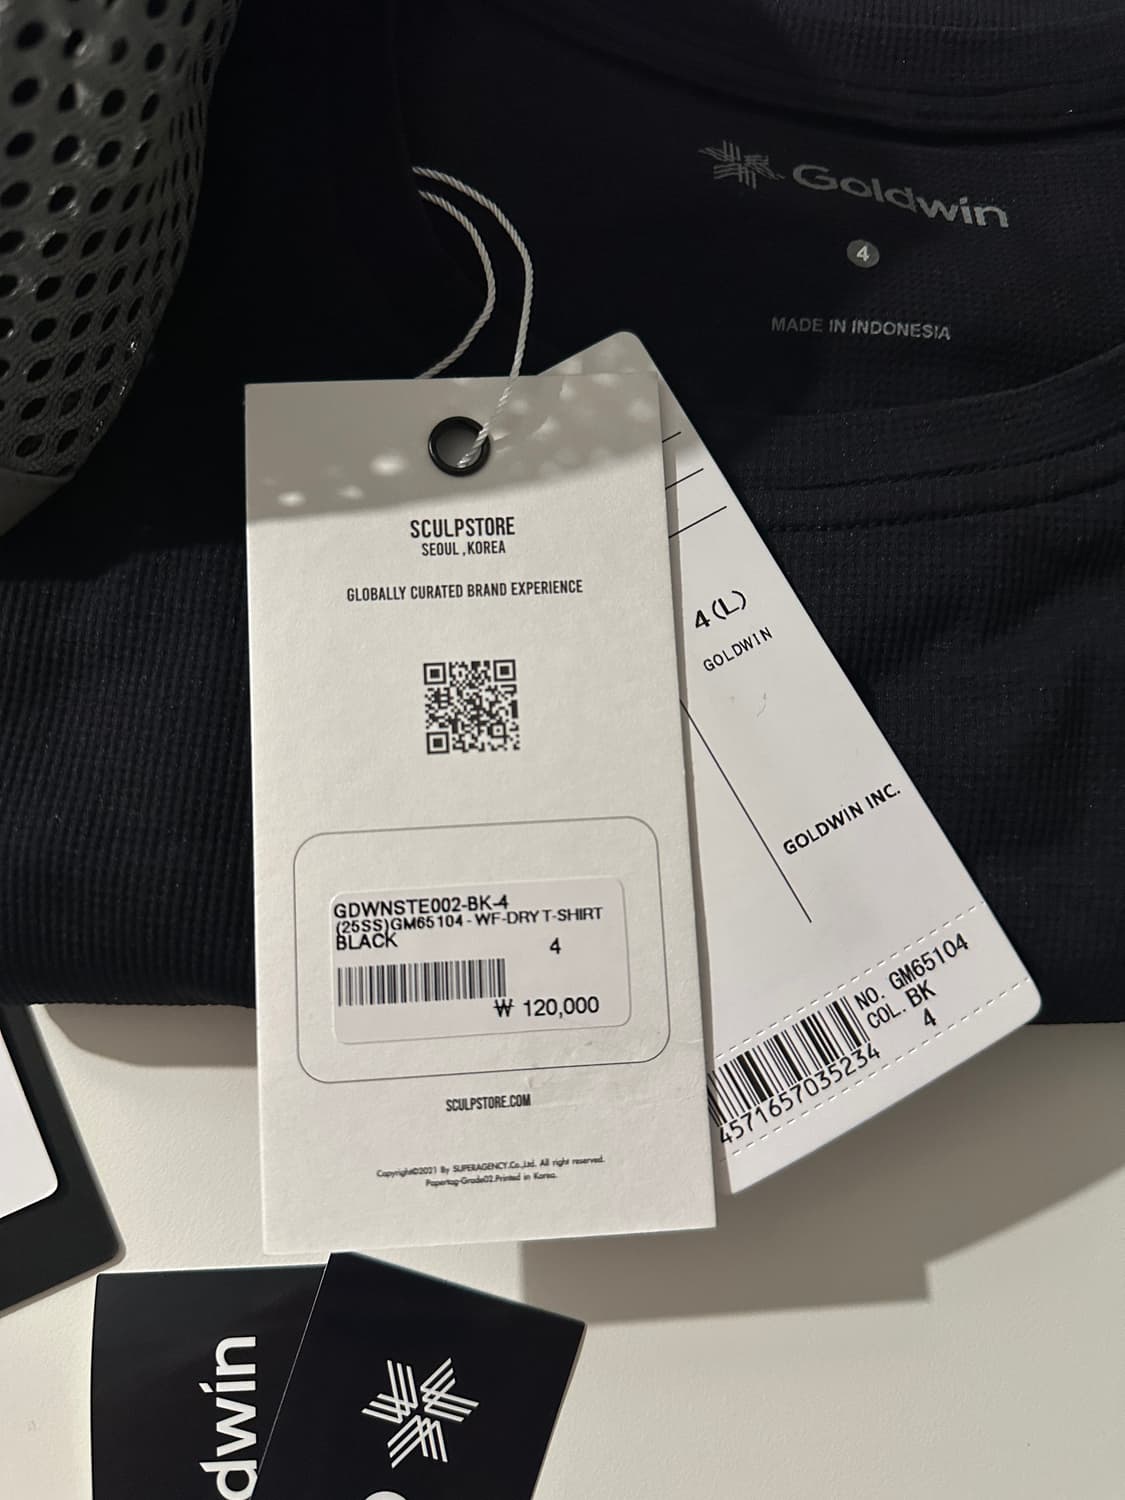 Goldwin
4
MADE IN INDONESIA
SCULPSTORE
SEOUL ,KOREA
GLOBALLY CURATED BRAND EXPERIENCE
GDWNSTE002-BK-4
(25SS)GM65104 - WF-DRY T-SHIRT
BLACK 4
₩ 120,000
SCULPSTORE.COM
Copyright©2021 By SUPERAGENCY.Co.,Ltd. All right reserved.
Papertag-Grade02.Printed in Korea.
4(L)
GOLDWIN
GOLDWIN INC.
NO. GM65104
COL. BK
4
4571657035234
dwin